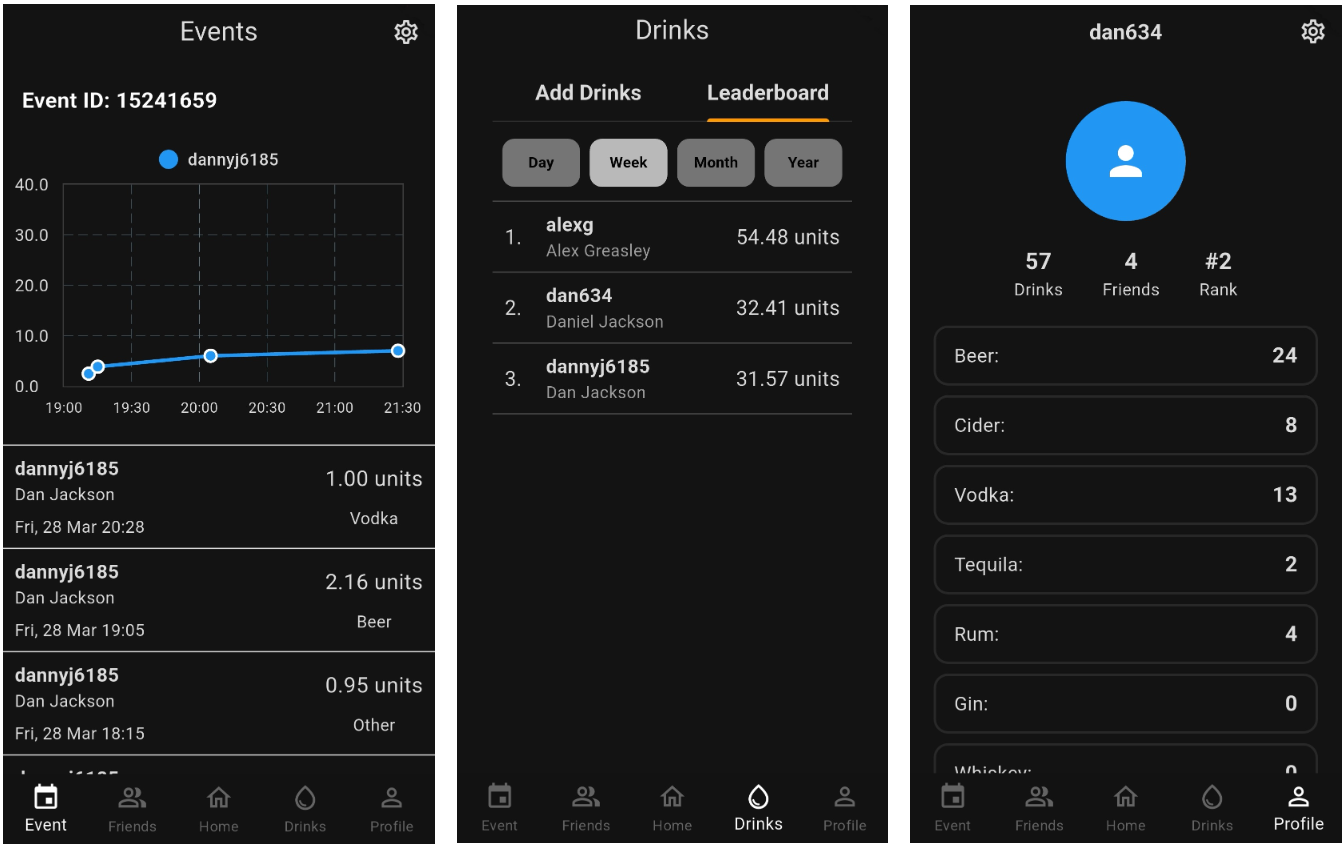 Events
Event ID: 15241659
dannyj6185
40.0
30.0
20.0
10.0
0.0
19:00 19:30 20:00 20:30 21:00 21:30
dannyj6185
1.00 units
Dan Jackson
Vodka
Fri, 28 Mar 20:28
dannyj6185
2.16 units
Dan Jackson
Beer
Fri, 28 Mar 19:05
dannyj6185
0.95 units
Dan Jackson
Other
Fri, 28 Mar 18:15
dannyj6185
Event Friends Home Drinks Profile
Drinks
Add Drinks Leaderboard
Day Week Month Year
1. alexg 54.48 units
Alex Greasley
2. dan634 32.41 units
Daniel Jackson
3. dannyj6185 31.57 units
Dan Jackson
Event Friends Home Drinks Profile
dan634
57 4 #2
Drinks Friends Rank
Beer: 24
Cider: 8
Vodka: 13
Tequila: 2
Rum: 4
Gin: 0
Whiskey: 0
Event Friends Home Drinks Profile